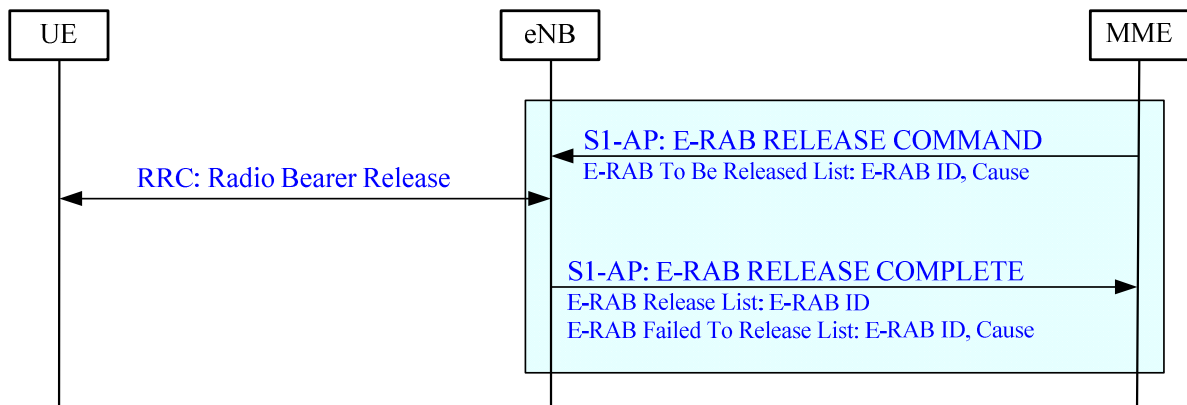 UE
eNB
MME
S1-AP: E-RAB RELEASE COMMAND
E-RAB To Be Released List: E-RAB ID, Cause
RRC: Radio Bearer Release
S1-AP: E-RAB RELEASE COMPLETE
E-RAB Release List: E-RAB ID
E-RAB Failed To Release List: E-RAB ID, Cause